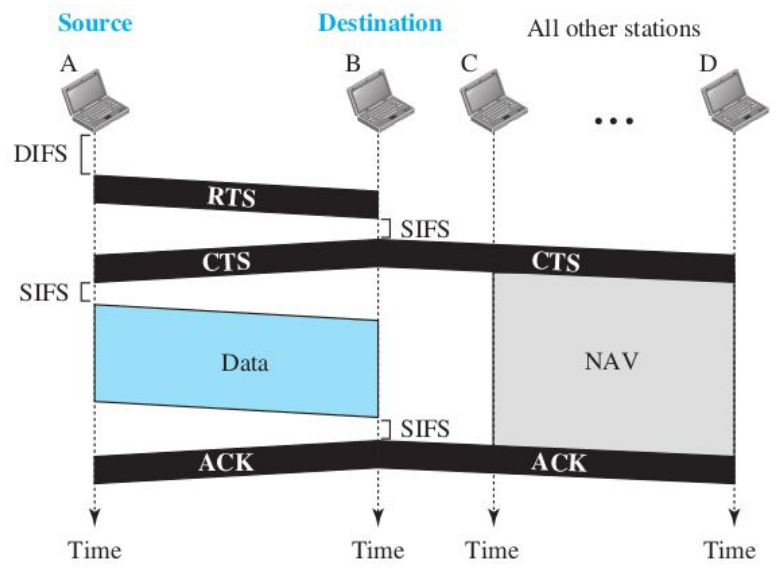 Source
Destination
All other stations
A
B
C
D
...
DIFS
RTS
SIFS
CTS
CTS
SIFS
Data
NAV
SIFS
ACK
ACK
Time
Time
Time
Time